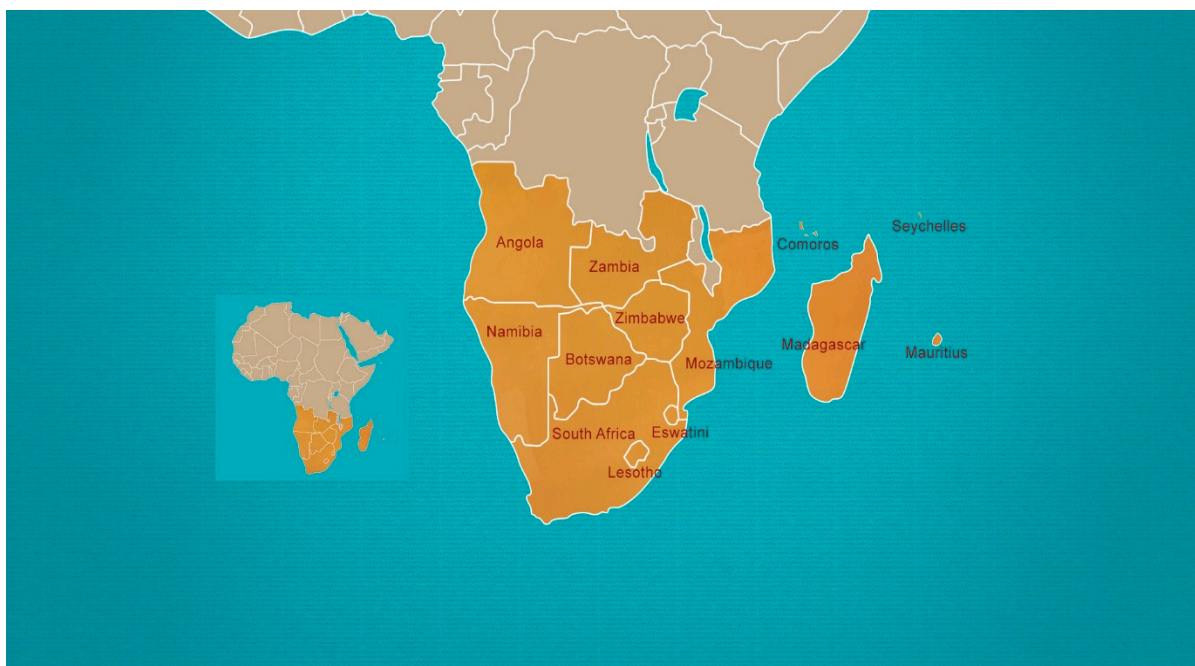 Seychelles
Angola
Comoros
Zambia
Zimbabwe
Namibia
Madagascar
Mauritius
Botswana
Mozambique
South Africa
Eswatini
Lesotho